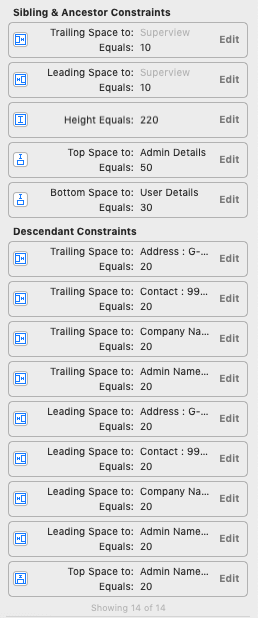 Sibling & Ancestor Constraints
Trailing Space to: Superview
Equals: 10
Edit
Leading Space to: Superview
Equals: 10
Edit
Height Equals: 220
Edit
Top Space to: Admin Details
Equals: 50
Edit
Bottom Space to: User Details
Equals: 30
Edit
Descendant Constraints
Trailing Space to: Address : G-...
Equals: 20
Edit
Trailing Space to: Contact : 99...
Equals: 20
Edit
Trailing Space to: Company Na...
Equals: 20
Edit
Trailing Space to: Admin Name...
Equals: 20
Edit
Leading Space to: Address : G-...
Equals: 20
Edit
Leading Space to: Contact : 99...
Equals: 20
Edit
Leading Space to: Company Na...
Equals: 20
Edit
Leading Space to: Admin Name...
Equals: 20
Edit
Top Space to: Admin Name...
Equals: 20
Edit
Showing 14 of 14